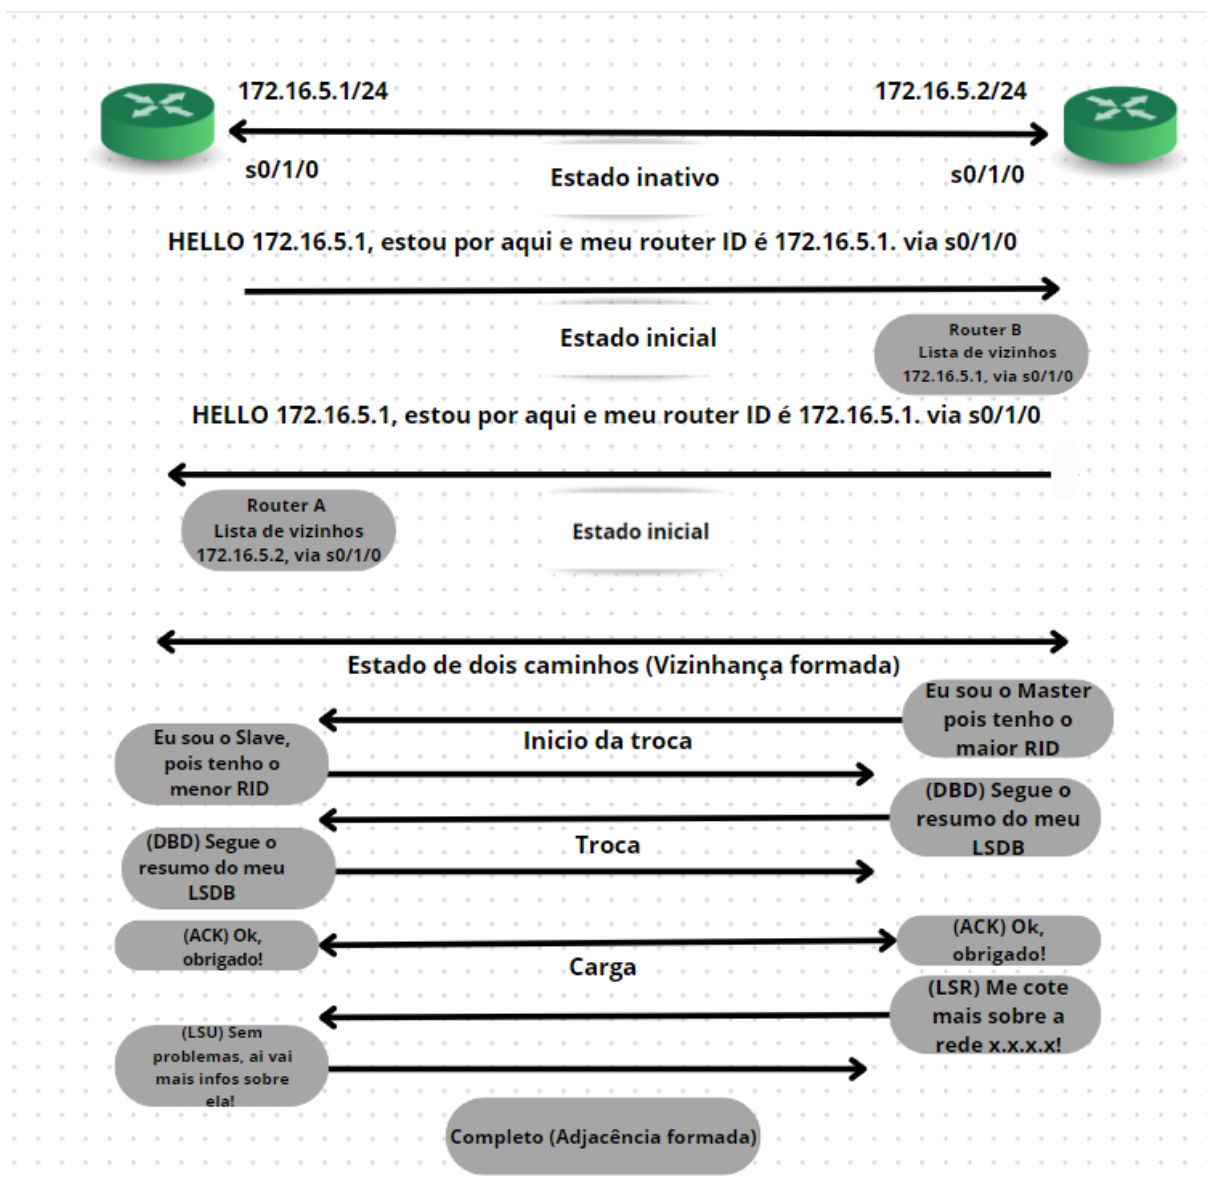 172.16.5.1/24
172.16.5.2/24
s0/1/0
s0/1/0
Estado inativo
HELLO 172.16.5.1, estou por aqui e meu router ID é 172.16.5.1. via s0/1/0
Estado inicial
Router B
Lista de vizinhos
172.16.5.1, via s0/1/0
HELLO 172.16.5.1, estou por aqui e meu router ID é 172.16.5.1. via s0/1/0
Router A
Lista de vizinhos
172.16.5.2, via s0/1/0
Estado inicial
Estado de dois caminhos (Vizinhança formada)
Eu sou o Master
pois tenho o
maior RID
Inicio da troca
Eu sou o Slave,
pois tenho o
menor RID
(DBD) Segue o
resumo do meu
LSDB
Troca
(DBD) Segue o
resumo do meu
LSDB
(ACK) Ok,
obrigado!
(ACK) Ok,
obrigado!
Carga
(LSR) Me cote
mais sobre a
rede x.x.x.x!
(LSU) Sem
problemas, ai vai
mais infos sobre
ela!
Completo (Adjacência formada)